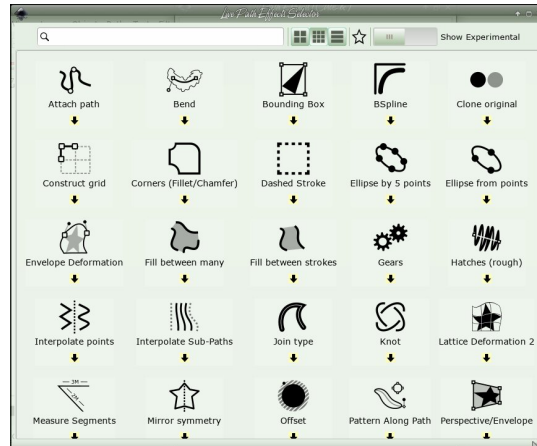 Live Path Effects Selector
Show Experimental
Attach path
Bend
Bounding Box
BSpline
Clone original
Construct grid
Corners (Fillet/Chamfer)
Dashed Stroke
Ellipse by 5 points
Ellipse from points
Envelope Deformation
Fill between many
Fill between strokes
Gears
Hatches (rough)
Interpolate points
Interpolate Sub-Paths
Join type
Knot
Lattice Deformation 2
3M
2M
Measure Segments
Mirror symmetry
Offset
Pattern Along Path
Perspective/Envelope